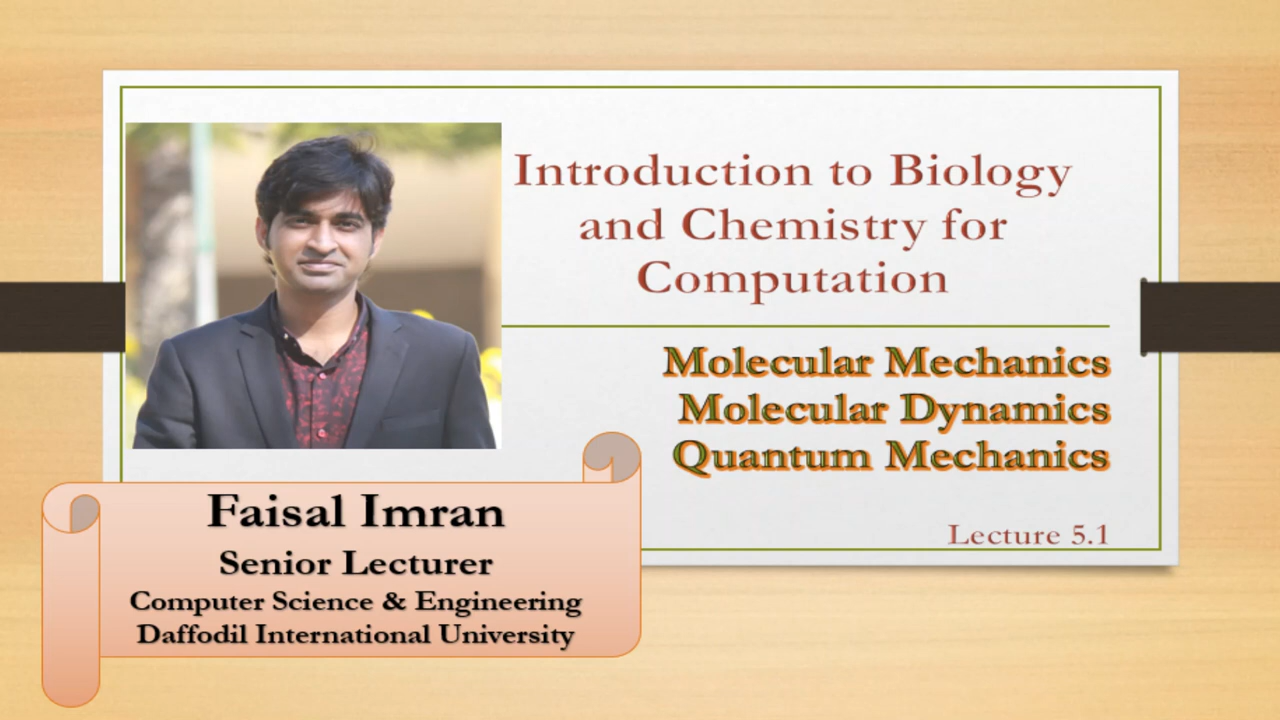 Introduction to Biology
and Chemistry for
Computation
Molecular Mechanics
Molecular Dynamics
Quantum Mechanics
Lecture 5.1
Faisal Imran
Senior Lecturer
Computer Science & Engineering
Daffodil International University